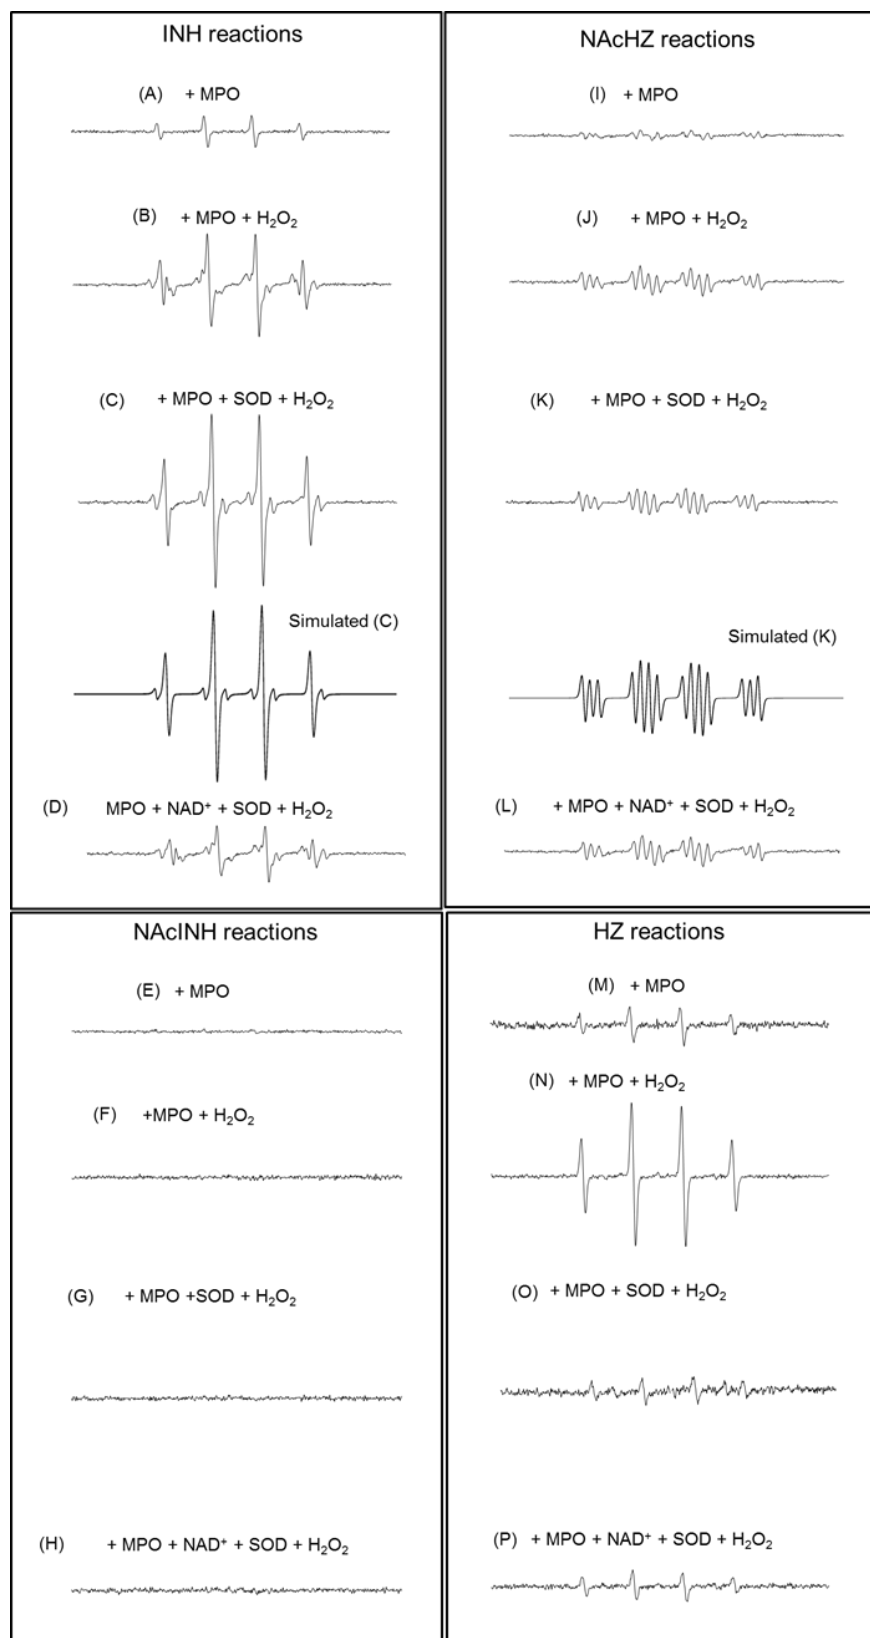 INH reactions
(A) + MPO
(B) + MPO + H₂O₂
(C) + MPO + SOD + H₂O₂
Simulated (C)
(D) MPO + NAD⁺ + SOD + H₂O₂
NAcHZ reactions
(I) + MPO
(J) + MPO + H₂O₂
(K) + MPO + SOD + H₂O₂
Simulated (K)
(L) + MPO + NAD⁺ + SOD + H₂O₂
NAcINH reactions
(E) + MPO
(F) +MPO + H₂O₂
(G) + MPO +SOD + H₂O₂
(H) + MPO + NAD⁺ + SOD + H₂O₂
HZ reactions
(M) + MPO
(N) + MPO + H₂O₂
(O) + MPO + SOD + H₂O₂
(P) + MPO + NAD⁺ + SOD + H₂O₂